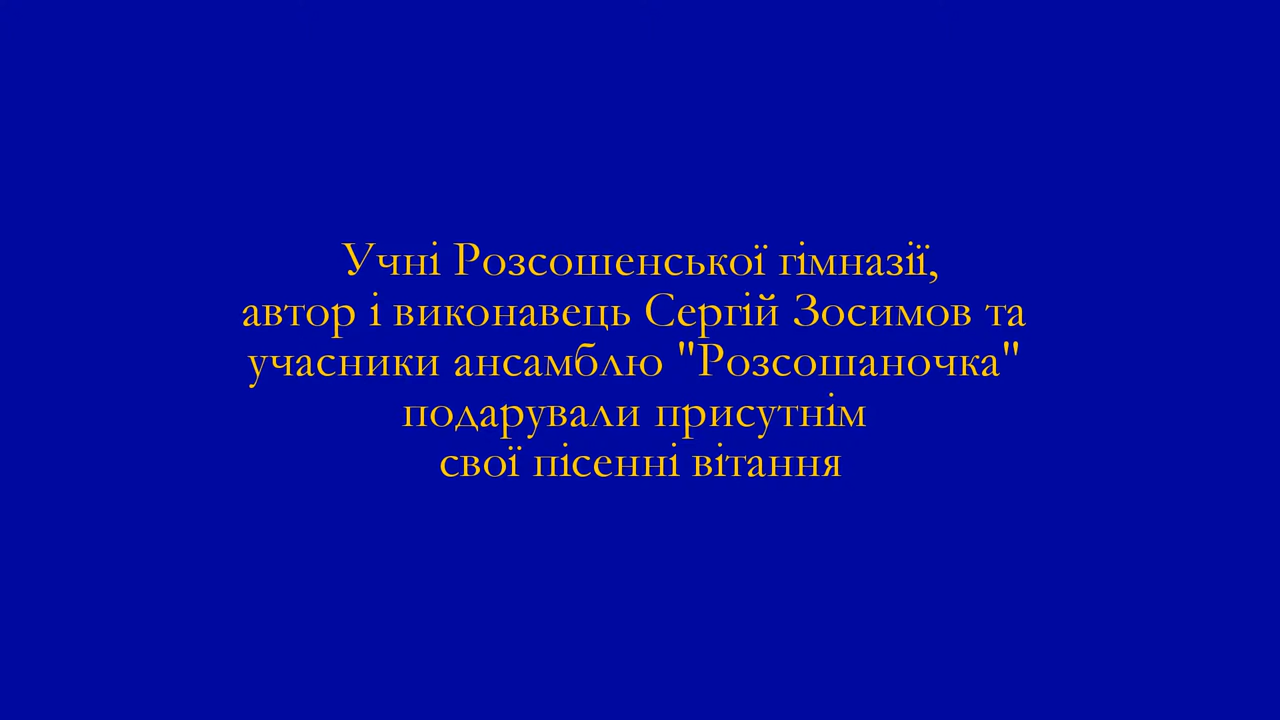 Учні Розсошенської гімназії,
автор і виконавець Сергій Зосимов та
учасники ансамблю "Розсошаночка"
подарували присутнім
свої пісенні вітання